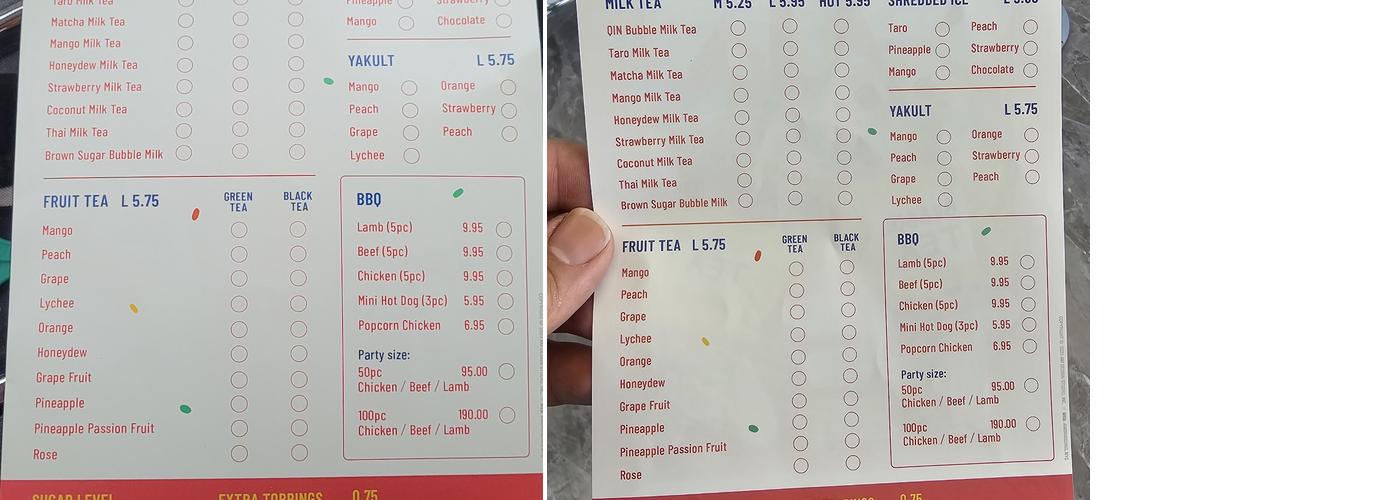 Taro Milk Tea
Matcha Milk Tea
Mango Milk Tea
Honeydew Milk Tea
Strawberry Milk Tea
Coconut Milk Tea
Thai Milk Tea
Brown Sugar Bubble Milk
Pineapple Strawberry
Mango Chocolate
YAKULT L 5.75
Mango Orange
Peach Strawberry
Grape Peach
Lychee
FRUIT TEA L 5.75 GREEN TEA BLACK TEA
Mango
Peach
Grape
Lychee
Orange
Honeydew
Grape Fruit
Pineapple
Pineapple Passion Fruit
Rose
BBQ
Lamb (5pc) 9.95
Beef (5pc) 9.95
Chicken (5pc) 9.95
Mini Hot Dog (3pc) 5.95
Popcorn Chicken 6.95
Party size:
50pc 95.00
Chicken / Beef / Lamb
100pc 190.00
Chicken / Beef / Lamb
SUGAR LEVEL EXTRA TOPPINGS 0.75
MILK TEA M 5.25 L 5.95 HOT 5.95
QIN Bubble Milk Tea
Taro Milk Tea
Matcha Milk Tea
Mango Milk Tea
Honeydew Milk Tea
Strawberry Milk Tea
Coconut Milk Tea
Thai Milk Tea
Brown Sugar Bubble Milk
SHREDDED ICE
Taro Peach
Pineapple Strawberry
Mango Chocolate
YAKULT L 5.75
Mango Orange
Peach Strawberry
Grape Peach
Lychee
FRUIT TEA L 5.75 GREEN TEA BLACK TEA
Mango
Peach
Grape
Lychee
Orange
Honeydew
Grape Fruit
Pineapple
Pineapple Passion Fruit
Rose
BBQ
Lamb (5pc) 9.95
Beef (5pc) 9.95
Chicken (5pc) 9.95
Mini Hot Dog (3pc) 5.95
Popcorn Chicken 6.95
Party size:
50pc 95.00
Chicken / Beef / Lamb
100pc 190.00
Chicken / Beef / Lamb
0.75